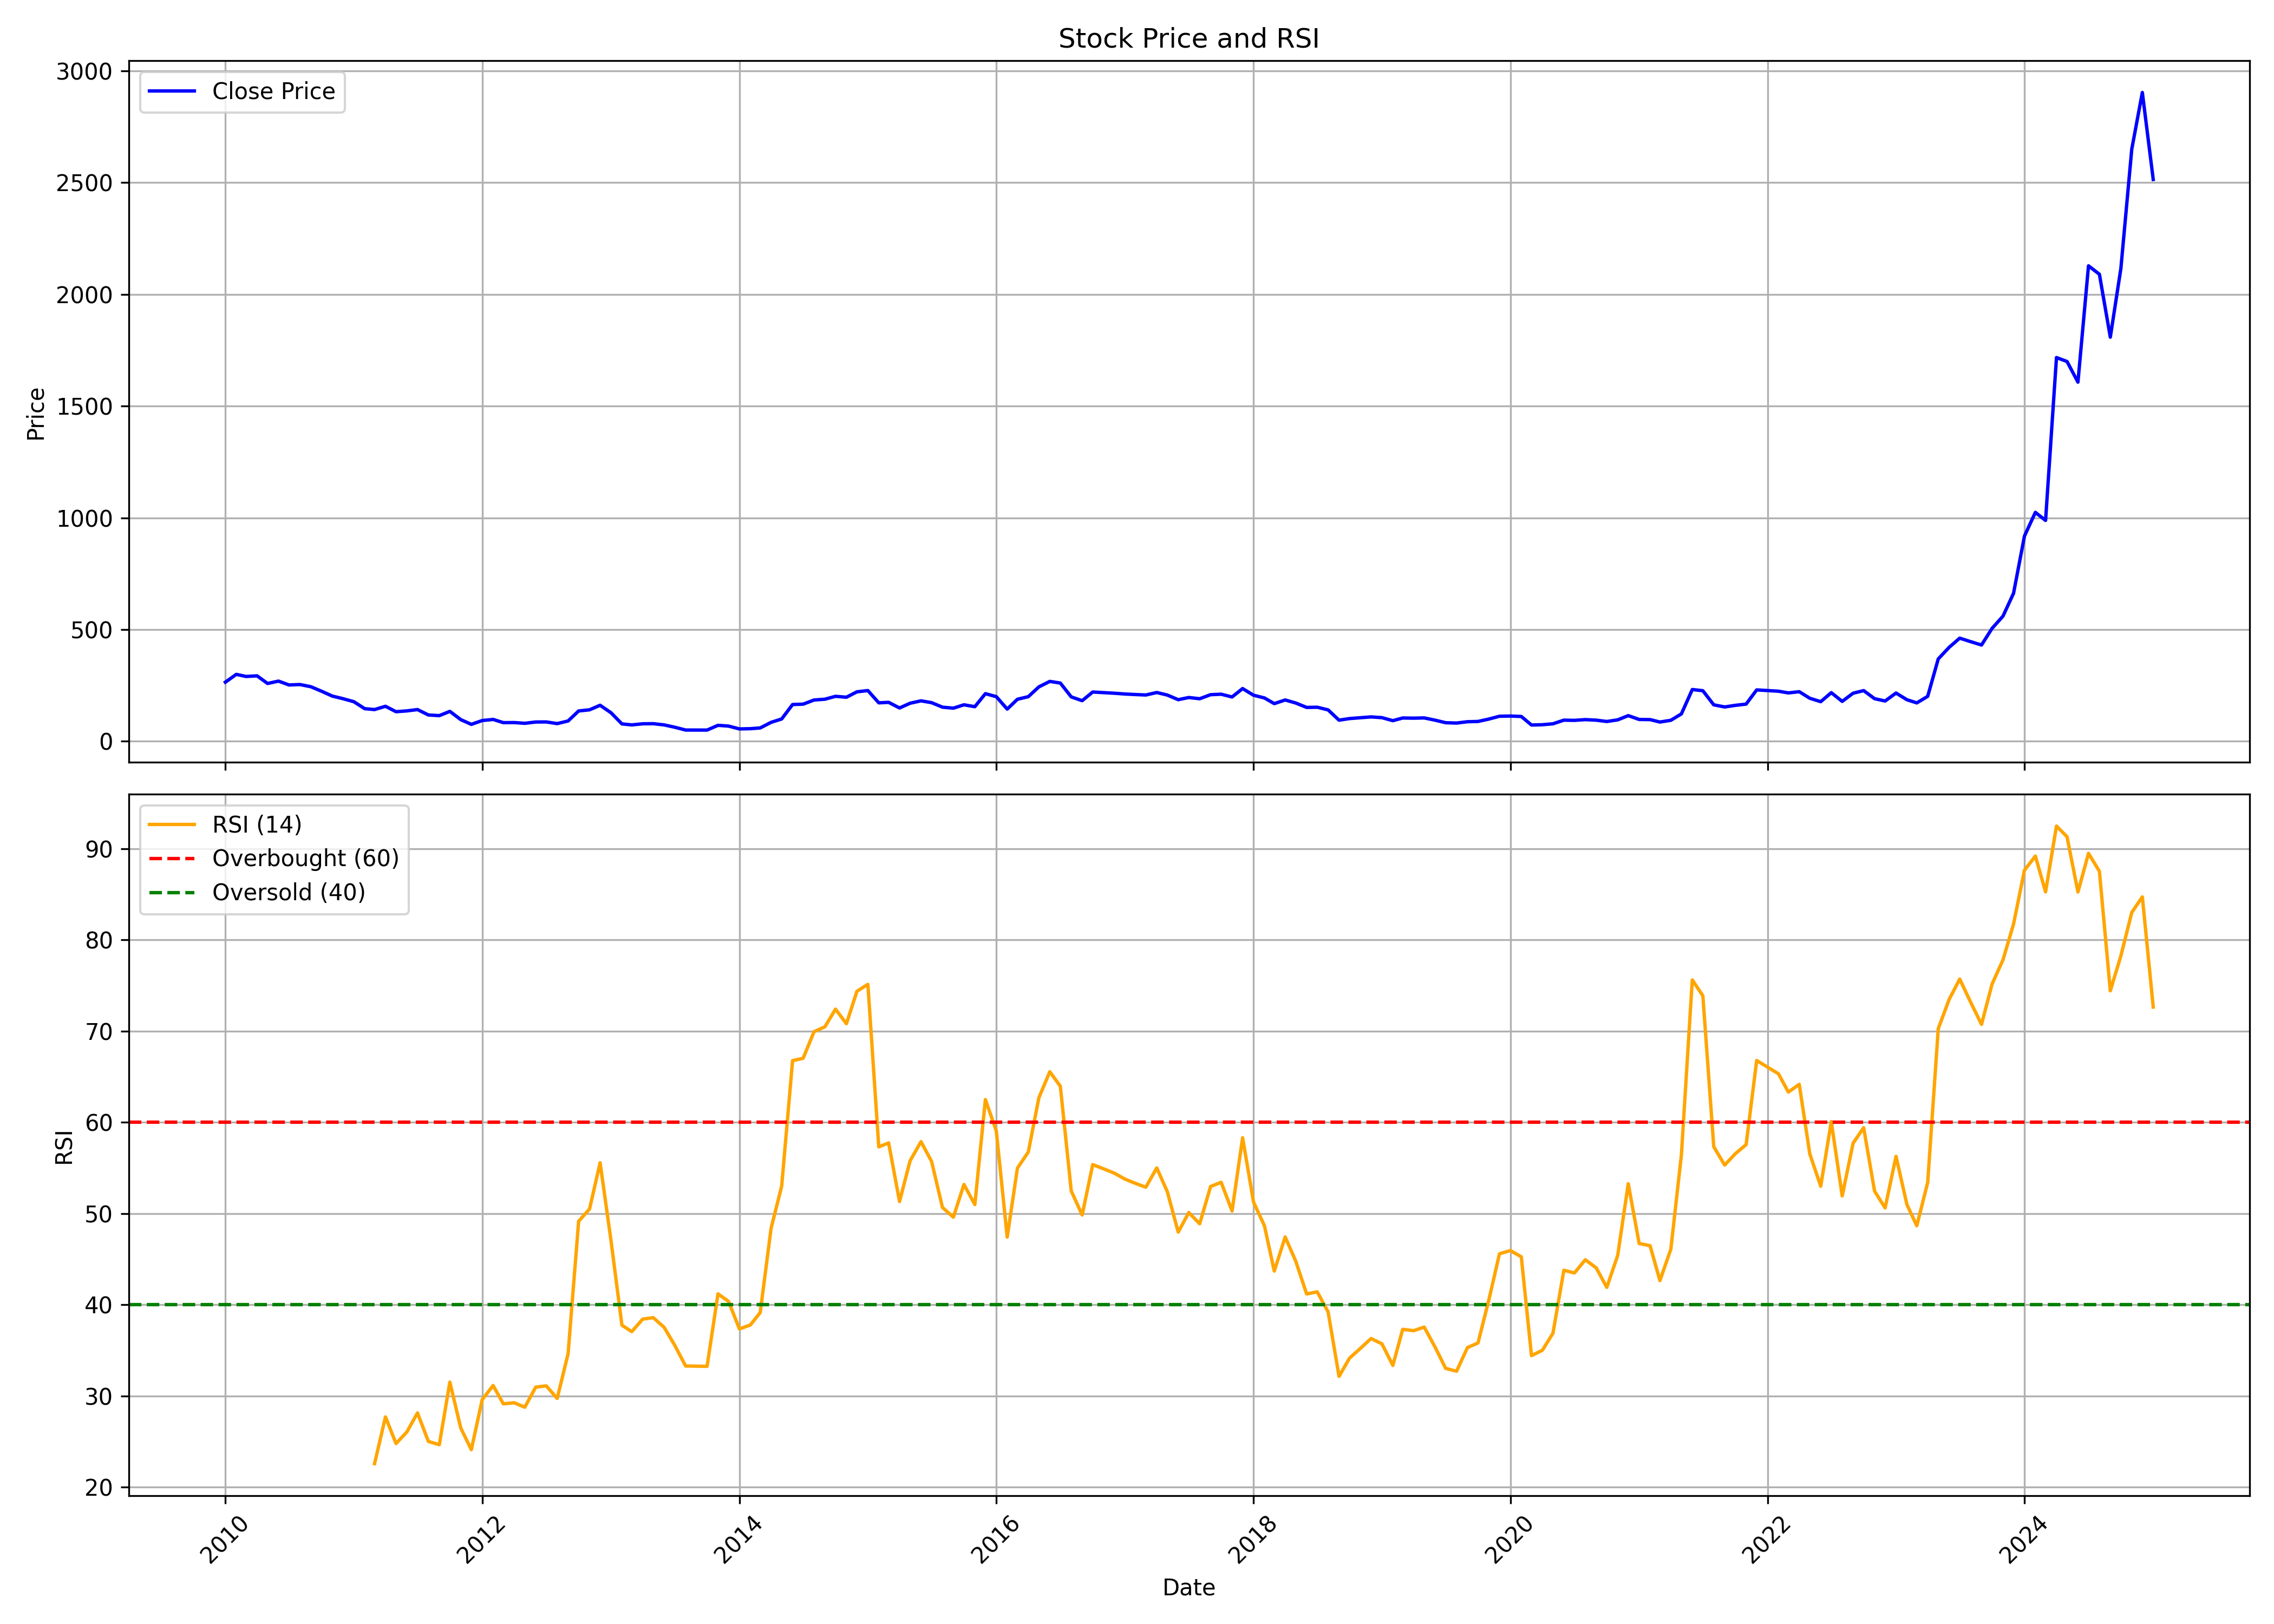 Stock Price and RSI
Close Price
3000
2500
2000
1500
1000
500
0
Price
RSI (14)
Overbought (60)
Oversold (40)
90
80
70
60
50
40
30
20
RSI
2010
2012
2014
2016
2018
2020
2022
2024
Date